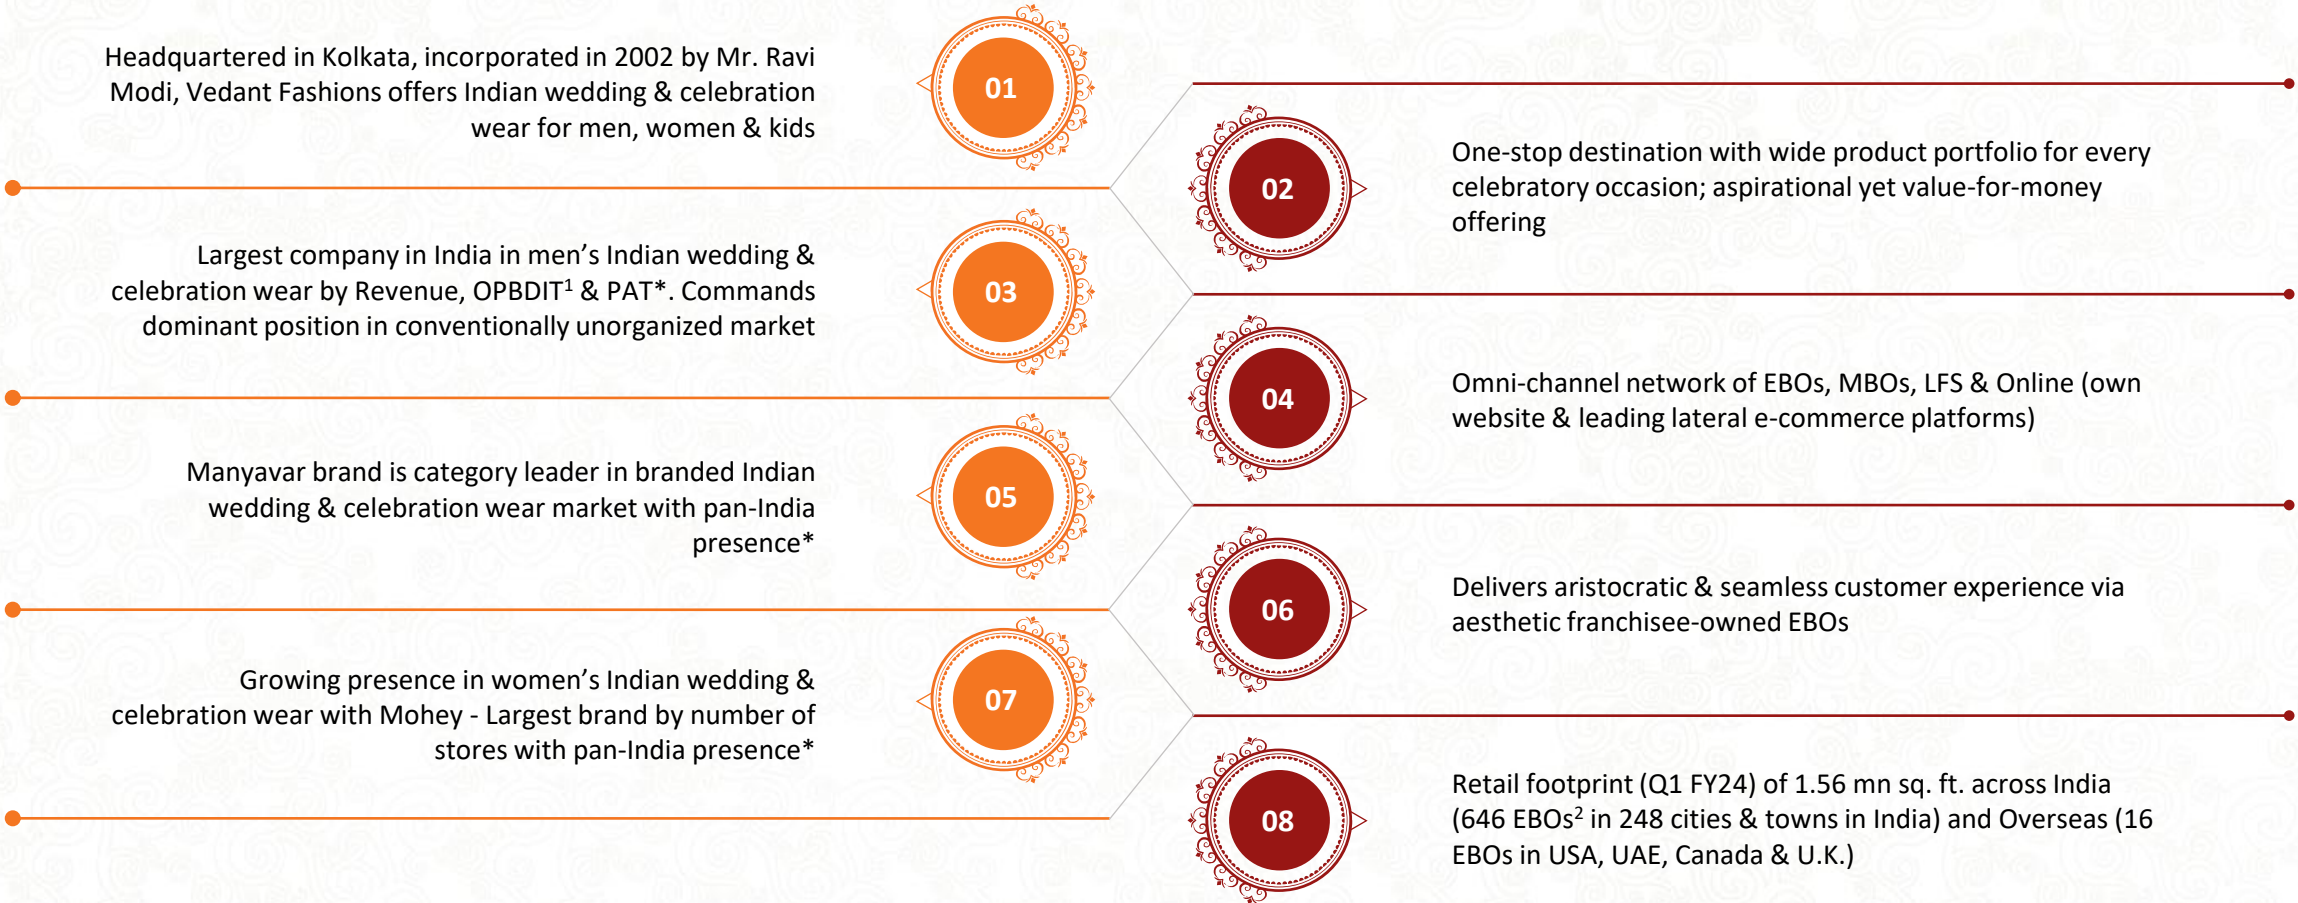 01
Headquartered in Kolkata, incorporated in 2002 by Mr. Ravi
Modi, Vedant Fashions offers Indian wedding & celebration
wear for men, women & kids
02
One-stop destination with wide product portfolio for every
celebratory occasion; aspirational yet value-for-money
offering
03
Largest company in India in men’s Indian wedding &
celebration wear by Revenue, OPBDIT¹ & PAT*. Commands
dominant position in conventionally unorganized market
04
Omni-channel network of EBOs, MBOs, LFS & Online (own
website & leading lateral e-commerce platforms)
05
Manyavar brand is category leader in branded Indian
wedding & celebration wear market with pan-India
presence*
06
Delivers aristocratic & seamless customer experience via
aesthetic franchisee-owned EBOs
07
Growing presence in women’s Indian wedding &
celebration wear with Mohey - Largest brand by number of
stores with pan-India presence*
08
Retail footprint (Q1 FY24) of 1.56 mn sq. ft. across India
(646 EBOs² in 248 cities & towns in India) and Overseas (16
EBOs in USA, UAE, Canada & U.K.)